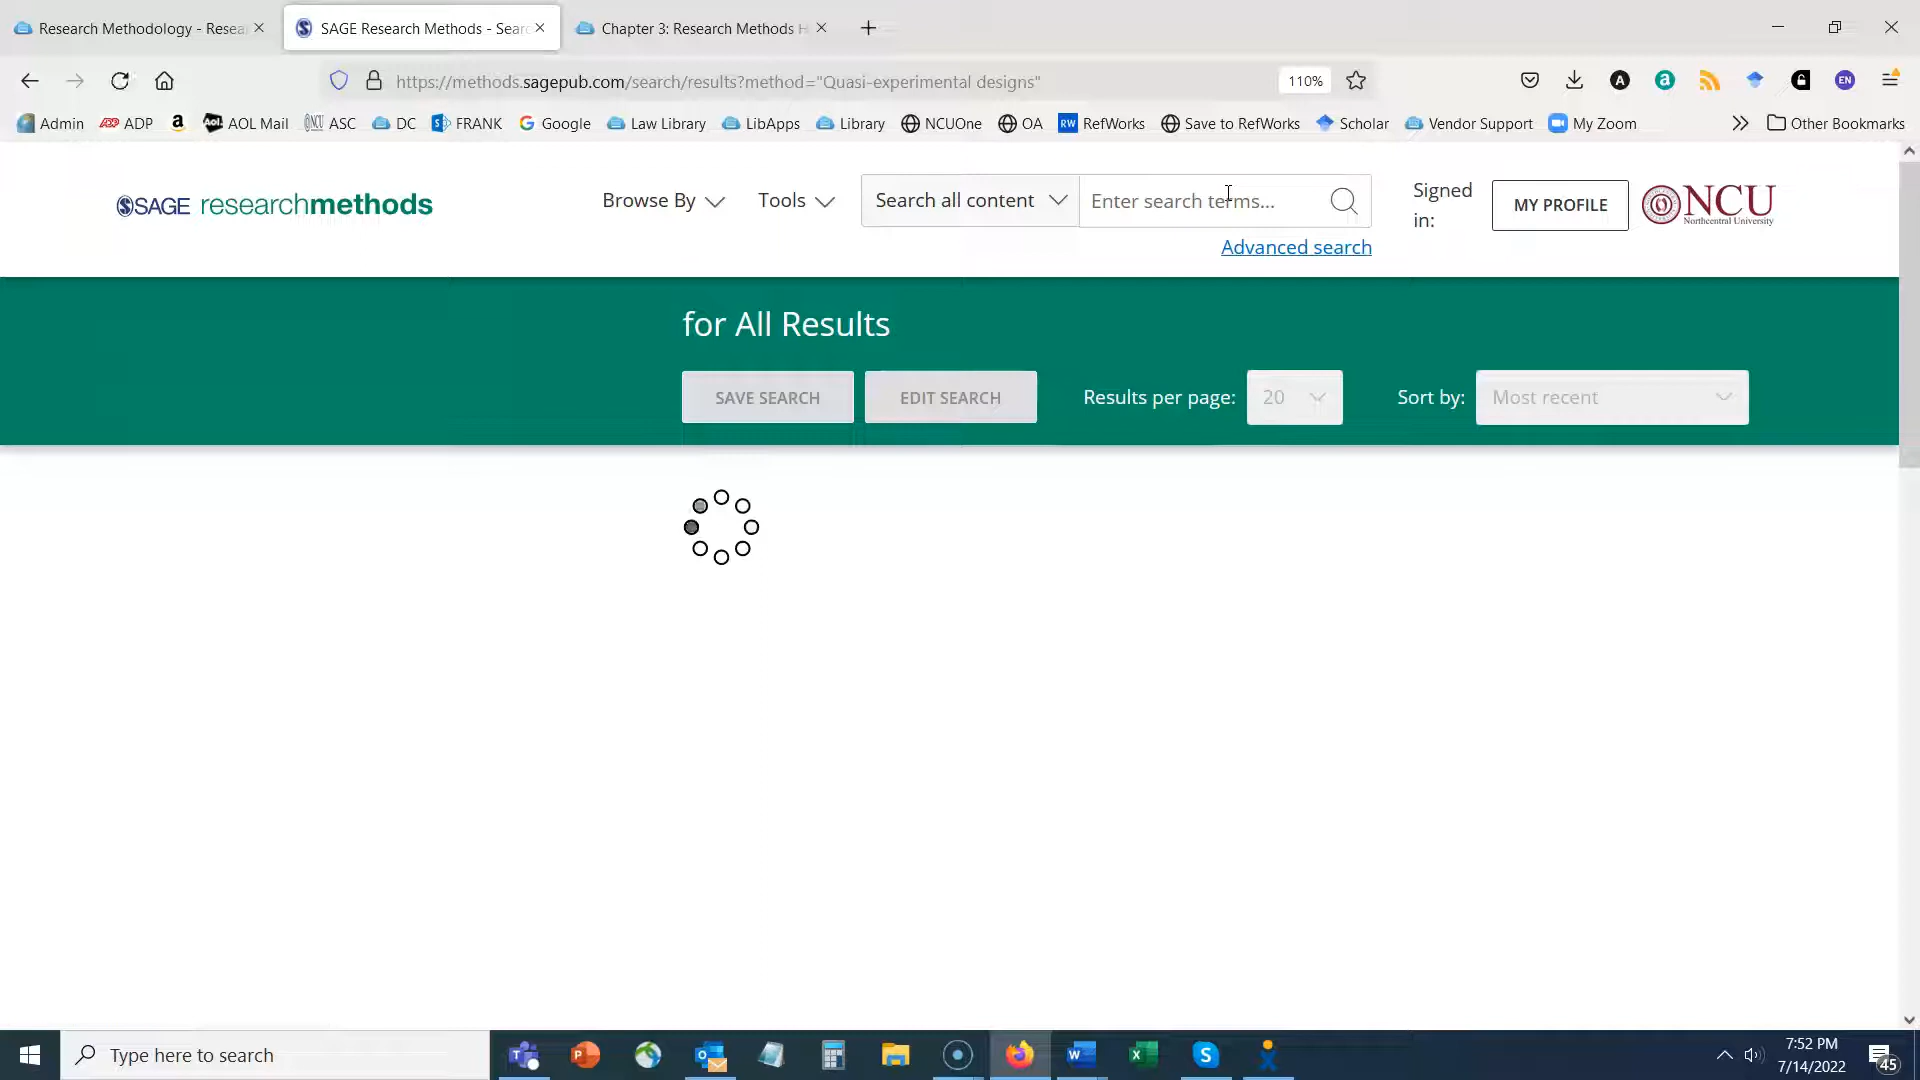 Research Methodology - Resea
SAGE Research Methods - Sear
Chapter 3: Research Methods H
https://methods.sagepub.com/search/results?method="Quasi-experimental designs"
110%
A
a
EN
Admin
ADP
AOL Mail
ASC
DC
FRANK
Google
Law Library
LibApps
Library
NCUOne
OA
RW RefWorks
Save to RefWorks
Scholar
Vendor Support
My Zoom
Other Bookmarks
SAGE researchmethods
Browse By
Tools
Search all content
Enter search terms...
Advanced search
Signed in:
MY PROFILE
NCU
Northcentral University
for All Results
SAVE SEARCH
EDIT SEARCH
Results per page:
20
Sort by:
Most recent
Type here to search
7:52 PM
7/14/2022
45